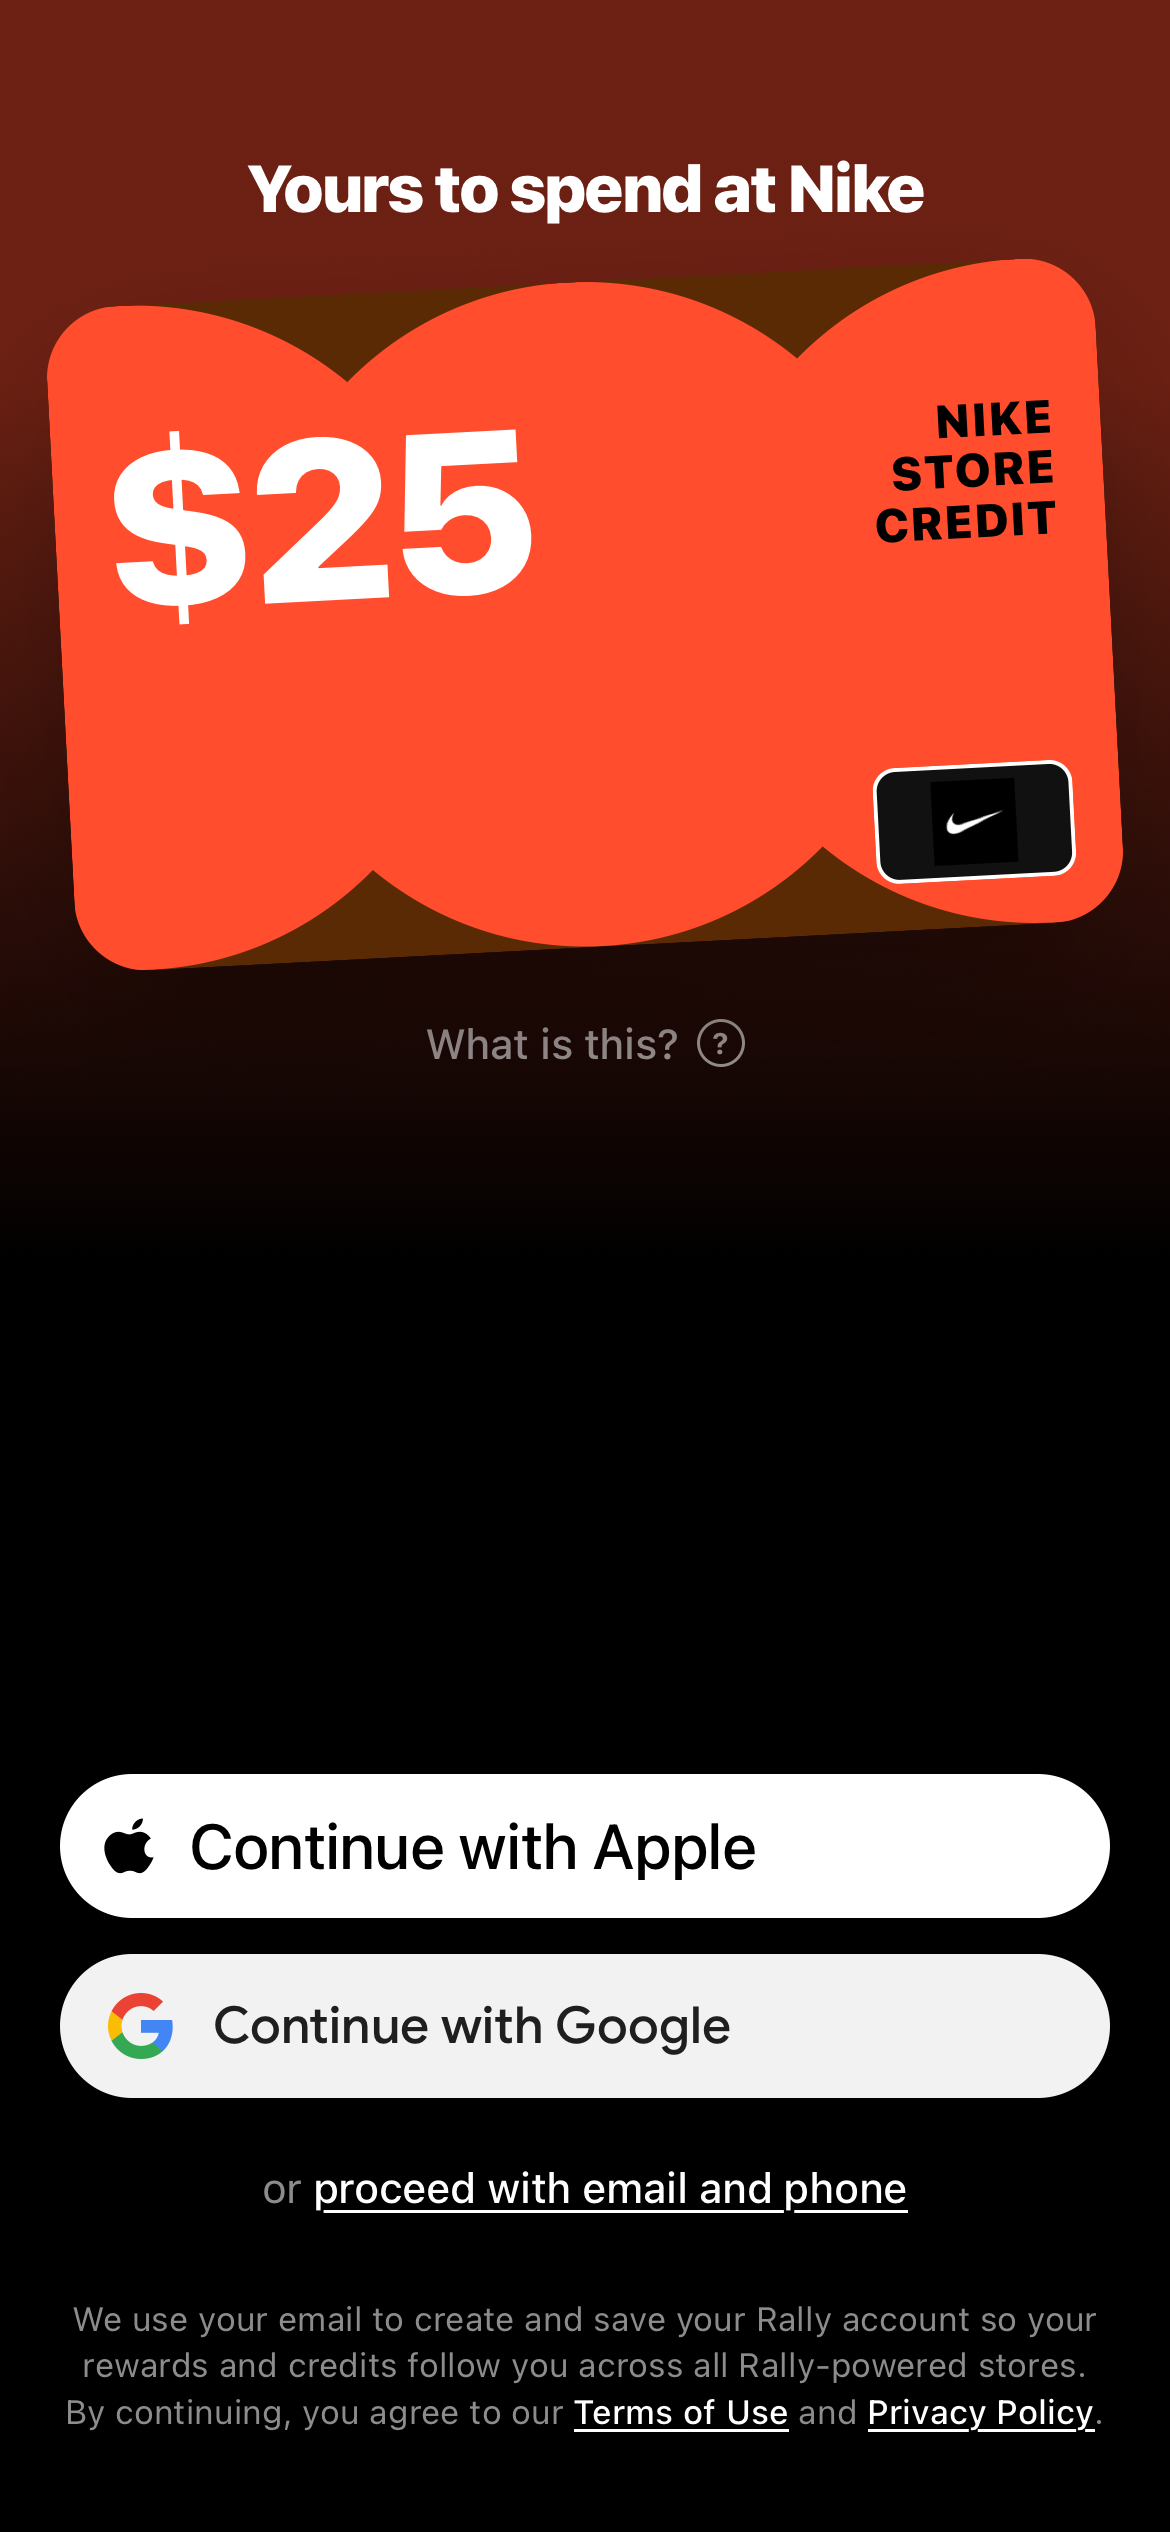 Yours to spend at Nike
$25
NIKE
STORE
CREDIT
What is this? ?
Continue with Apple
Continue with Google
or proceed with email and phone
We use your email to create and save your Rally account so your
rewards and credits follow you across all Rally-powered stores.
By continuing, you agree to our Terms of Use and Privacy Policy.